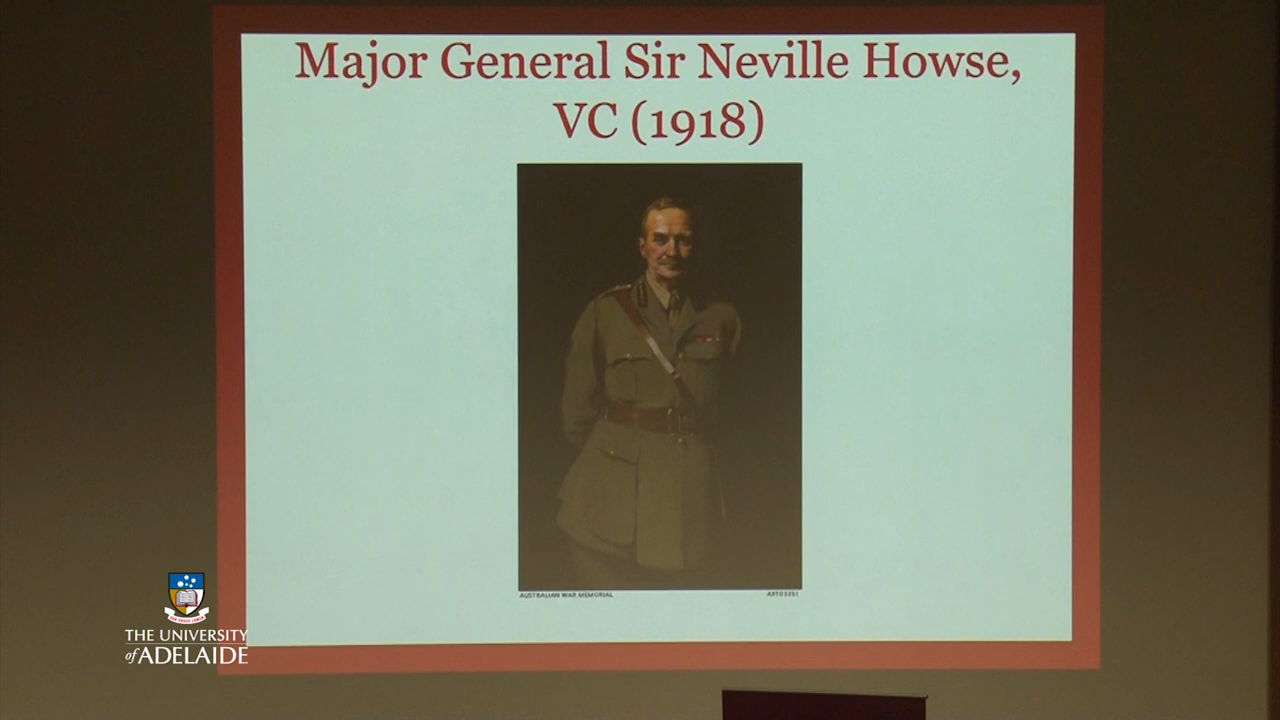 Major General Sir Neville Howse,
VC (1918)
AUSTRALIAN WAR MEMORIAL
ART03351
THE UNIVERSITY
of ADELAIDE